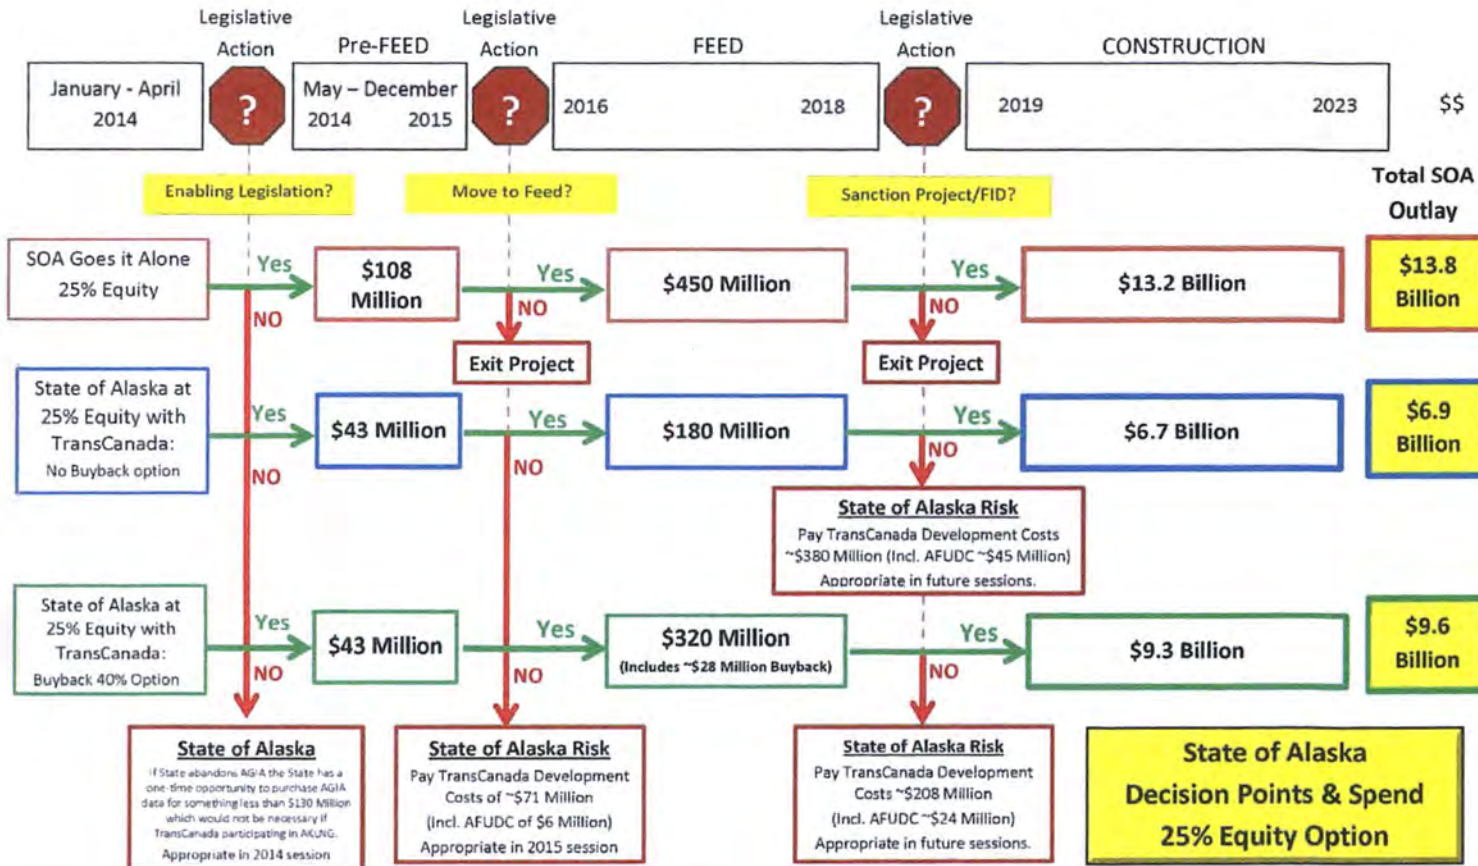 Legislative
Action
?
Pre-FEED
Legislative
Action
?
FEED
Legislative
Action
?
CONSTRUCTION
January - April
2014
May – December
2014 2015
2016 2018
2019 2023
$$
Enabling Legislation?
Move to Feed?
Sanction Project/FID?
Total SOA
Outlay
SOA Goes it Alone
25% Equity
Yes
NO
$108
Million
Yes
NO
$450 Million
Yes
NO
$13.2 Billion
$13.8
Billion
Exit Project
Exit Project
State of Alaska at
25% Equity with
TransCanada:
No Buyback option
Yes
NO
$43 Million
Yes
NO
$180 Million
Yes
NO
$6.7 Billion
$6.9
Billion
State of Alaska Risk
Pay TransCanada Development Costs
~$380 Million (Incl. AFUDC ~$45 Million)
Appropriate in future sessions.
State of Alaska at
25% Equity with
TransCanada:
Buyback 40% Option
Yes
NO
$43 Million
Yes
NO
$320 Million
(Includes ~$28 Million Buyback)
Yes
NO
$9.3 Billion
$9.6
Billion
State of Alaska
If State abandons AGIA the State has a
one-time opportunity to purchase AGIA
data for something less than $130 Million
which would not be necessary if
TransCanada participating in AKLNG.
Appropriate in 2014 session
State of Alaska Risk
Pay TransCanada Development
Costs of ~$71 Million
(Incl. AFUDC of $6 Million)
Appropriate in 2015 session
State of Alaska Risk
Pay TransCanada Development
Costs ~$208 Million
(Incl. AFUDC ~$24 Million)
Appropriate in future sessions.
State of Alaska
Decision Points & Spend
25% Equity Option